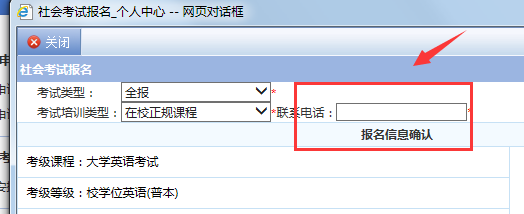 社会考试报名_个人中心 -- 网页对话框
关闭
社会考试报名
考试类型： 全报 *
考试培训类型： 在校正规课程 *联系电话： *
报名信息确认
考级课程：大学英语考试
考级等级：校学位英语(普本)